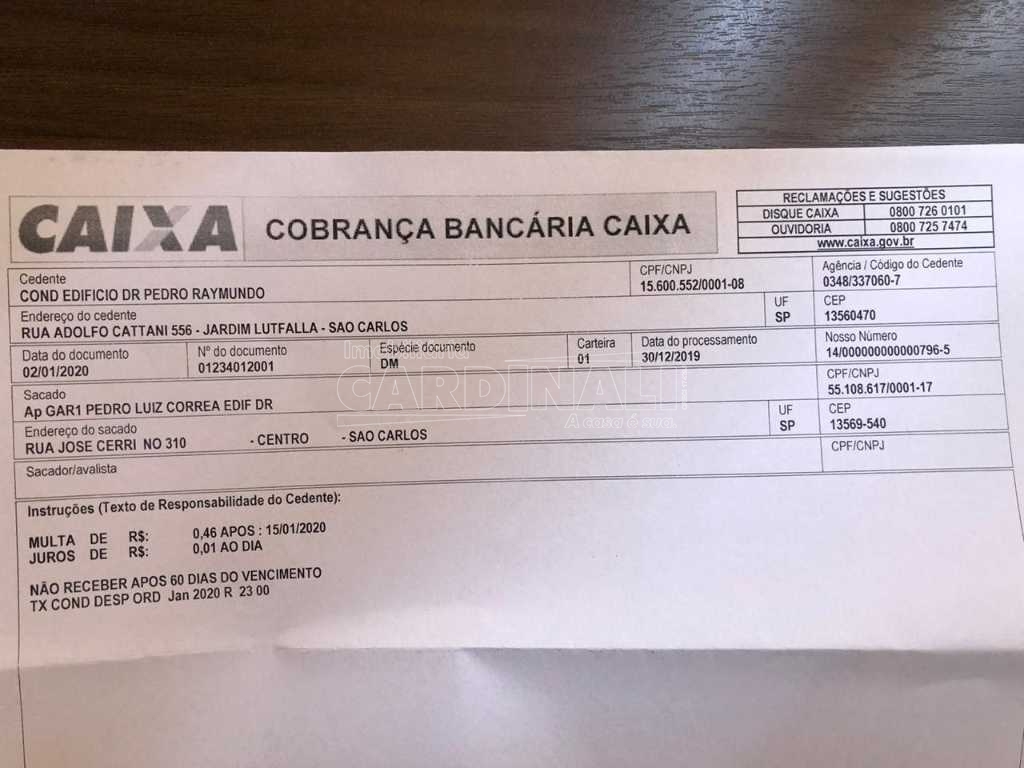 CAIXA
COBRANÇA BANCÁRIA CAIXA
RECLAMAÇÕES E SUGESTÕES
DISQUE CAIXA 0800 726 0101
OUVIDORIA 0800 725 7474
www.caixa.gov.br
Cedente CPF/CNPJ Agência / Código do Cedente
COND EDIFICIO DR PEDRO RAYMUNDO 15.600.552/0001-08 0348/337060-7
Endereço do cedente UF CEP
RUA ADOLFO CATTANI 556 - JARDIM LUTFALLA - SAO CARLOS SP 13560470
Data do documento Nº do documento Espécie documento Carteira Data do processamento Nosso Número
02/01/2020 01234012001 DM 01 30/12/2019 14/000000000000796-5
Sacado CPF/CNPJ
Ap GAR1 PEDRO LUIZ CORREA EDIF DR 55.108.617/0001-17
Endereço do sacado UF CEP
RUA JOSE CERRI NO 310 - CENTRO - SAO CARLOS SP 13569-540
Sacador/avalista CPF/CNPJ
Imobiliária
CARDINALI
Acadêmica
Instruções (Texto de Responsabilidade do Cedente):
MULTA DE R$: 0,46 APOS : 15/01/2020
JUROS DE R$: 0,01 AO DIA
NÃO RECEBER APOS 60 DIAS DO VENCIMENTO
TX COND DESP ORD Jan 2020 R 23 00